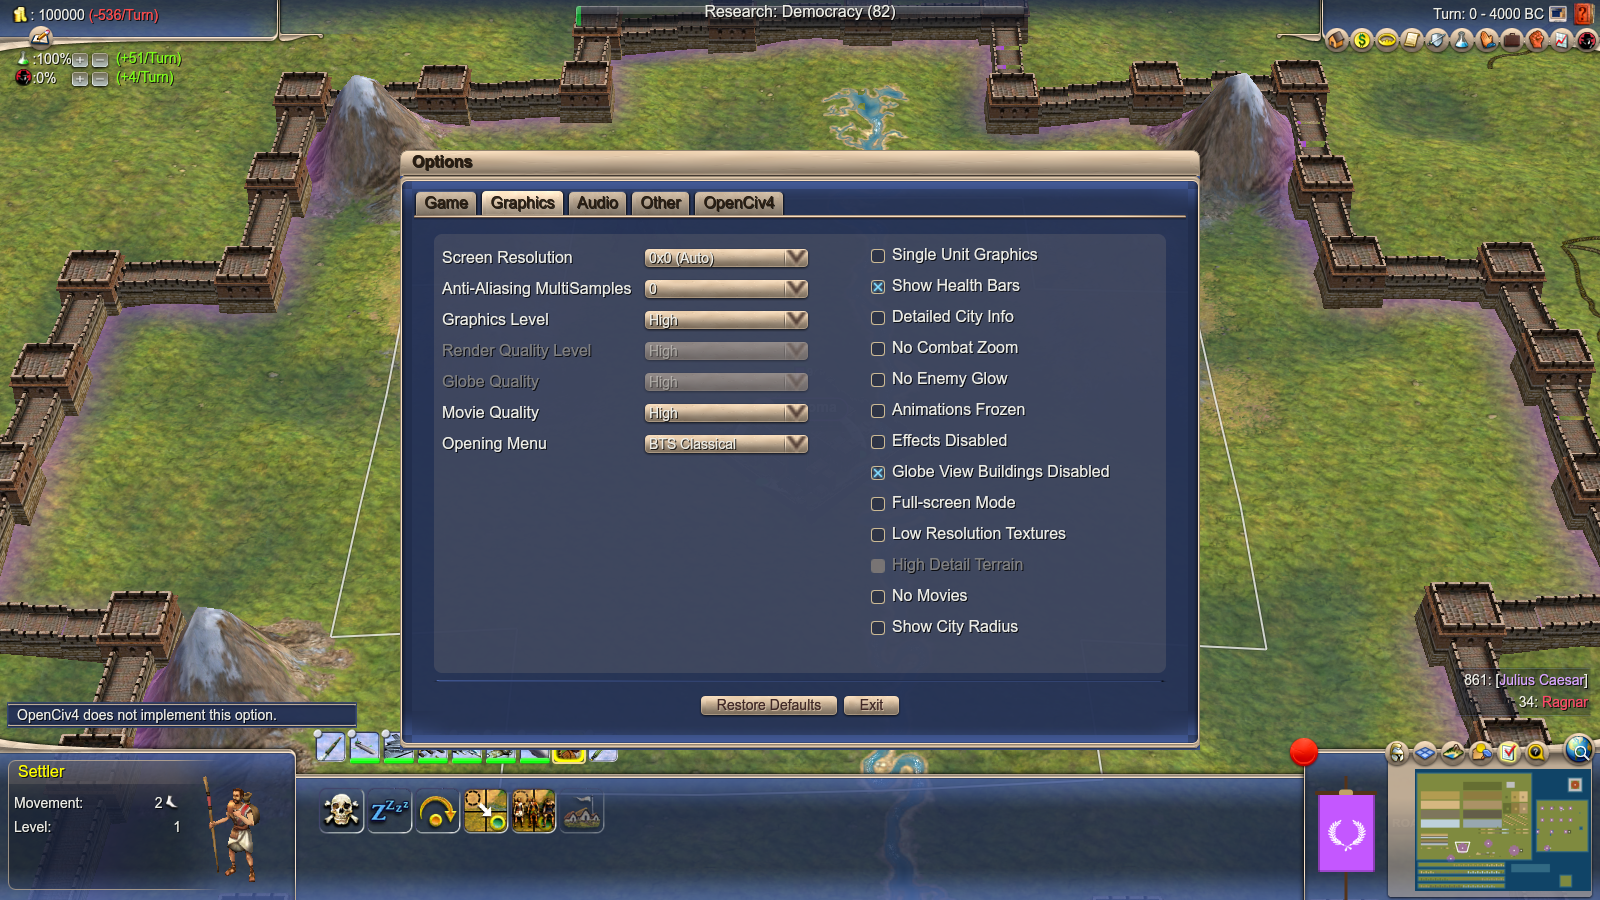 : 100000 (-536/Turn)
Research: Democracy (82)
Turn: 0 - 4000 BC
:100% (+51/Turn)
:0% (+4/Turn)
Options
Game
Graphics
Audio
Other
OpenCiv4
Screen Resolution 0x0 (Auto)
Anti-Aliasing MultiSamples 0
Graphics Level High
Render Quality Level High
Globe Quality High
Movie Quality High
Opening Menu BTS Classical
Single Unit Graphics
Show Health Bars
Detailed City Info
No Combat Zoom
No Enemy Glow
Animations Frozen
Effects Disabled
Globe View Buildings Disabled
Full-screen Mode
Low Resolution Textures
High Detail Terrain
No Movies
Show City Radius
Restore Defaults
Exit
861: [Julius Caesar]
34: Ragnar
OpenCiv4 does not implement this option.
Settler
Movement: 2
Level: 1
ZZzzz